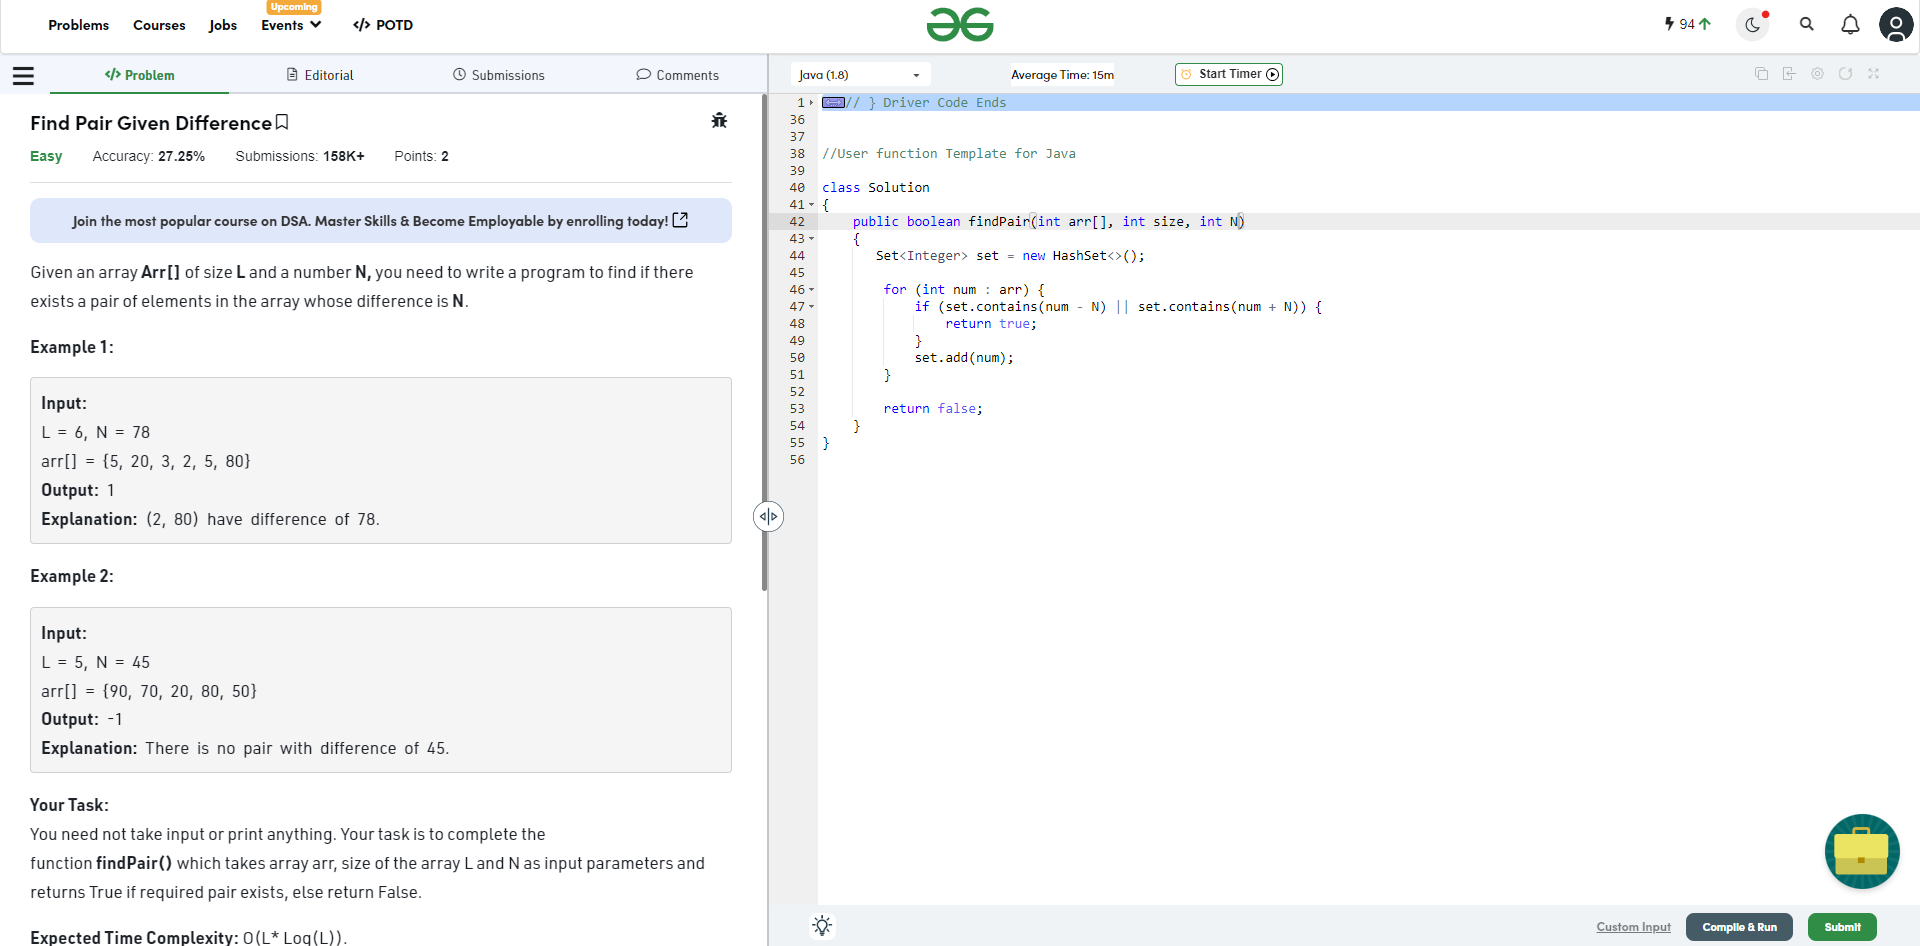 Problems Courses Jobs Upcoming Events </> POTD
94
</> Problem Editorial Submissions Comments
Find Pair Given Difference
Easy Accuracy: 27.25% Submissions: 158K+ Points: 2
Join the most popular course on DSA. Master Skills & Become Employable by enrolling today!
Given an array Arr[] of size L and a number N, you need to write a program to find if there
exists a pair of elements in the array whose difference is N.
Example 1:
Input:
L = 6, N = 78
arr[] = {5, 20, 3, 2, 5, 80}
Output: 1
Explanation: (2, 80) have difference of 78.
Example 2:
Input:
L = 5, N = 45
arr[] = {90, 70, 20, 80, 50}
Output: -1
Explanation: There is no pair with difference of 45.
Your Task:
You need not take input or print anything. Your task is to complete the
function findPair() which takes array arr, size of the array L and N as input parameters and
returns True if required pair exists, else return False.
Expected Time Complexity: O(L* Log(L)).
Java (1.8) Average Time: 15m Start Timer
1 // } Driver Code Ends
36
37
38 //User function Template for Java
39
40 class Solution
41 {
42 public boolean findPair(int arr[], int size, int N)
43 {
44 Set<Integer> set = new HashSet<>();
45
46 for (int num : arr) {
47 if (set.contains(num - N) || set.contains(num + N)) {
48 return true;
49 }
50 set.add(num);
51 }
52
53 return false;
54 }
55 }
56
Custom Input Compile & Run Submit